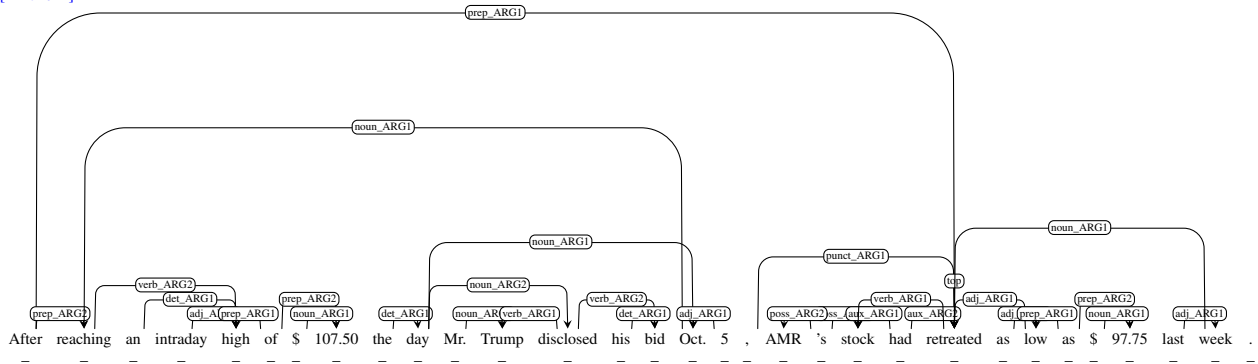 prep_ARG1
noun_ARG1
noun_ARG1
noun_ARG1
punct_ARG1
top
verb_ARG2 noun_ARG2
det_ARG1 prep_ARG2 verb_ARG2 verb_ARG1 adj_ARG1 prep_ARG2
prep_ARG2 prep_ARG1 noun_ARG1 det_ARG1 verb_ARG1 det_ARG1 adj_ARG1 poss_ARG2 aux_ARG1 aux_ARG2 prep_ARG1 noun_ARG1 adj_ARG1
After reaching an intraday high of $ 107.50 the day Mr. Trump disclosed his bid Oct. 5 , AMR 's stock had retreated as low as $ 97.75 last week .